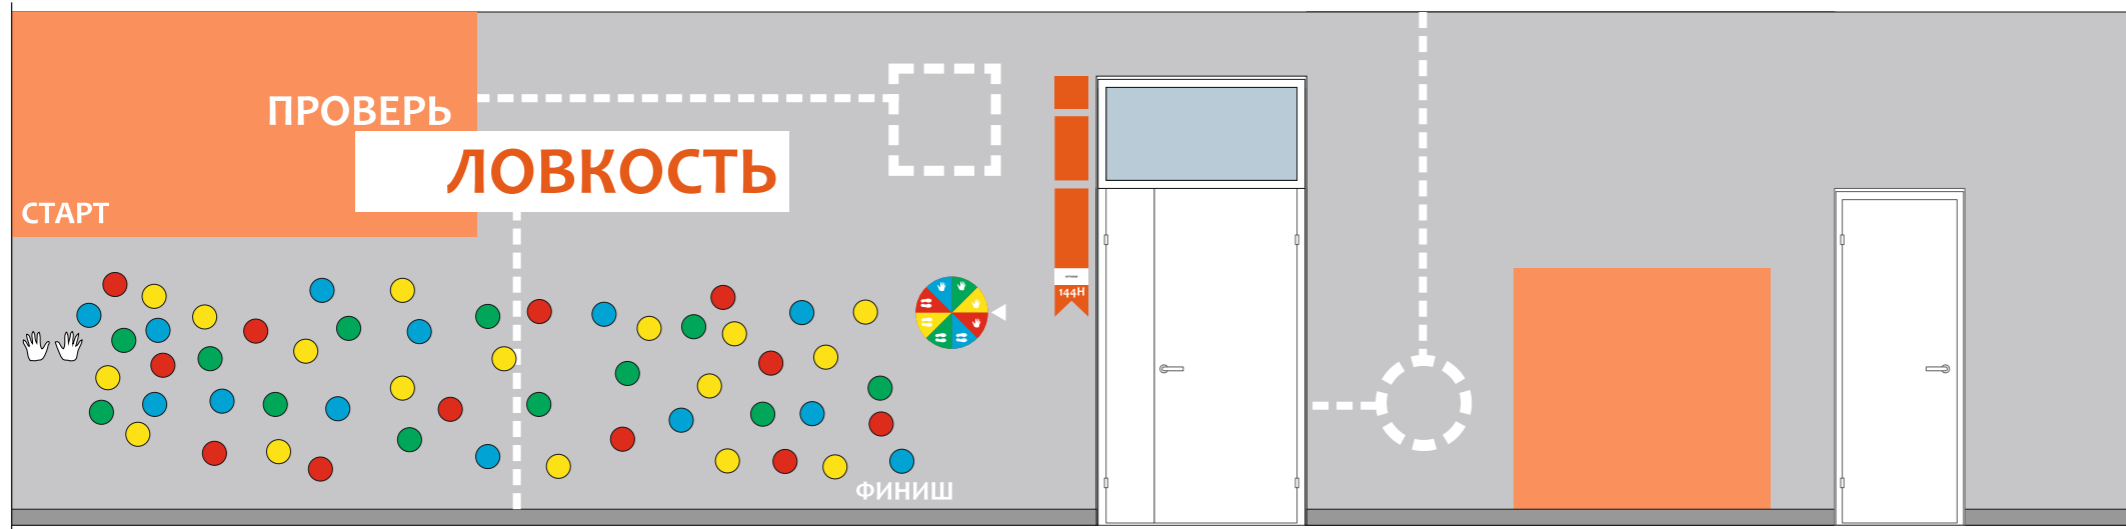 ПРОВЕРЬ
ЛОВКОСТЬ
СТАРТ
144Н
ФИНИШ